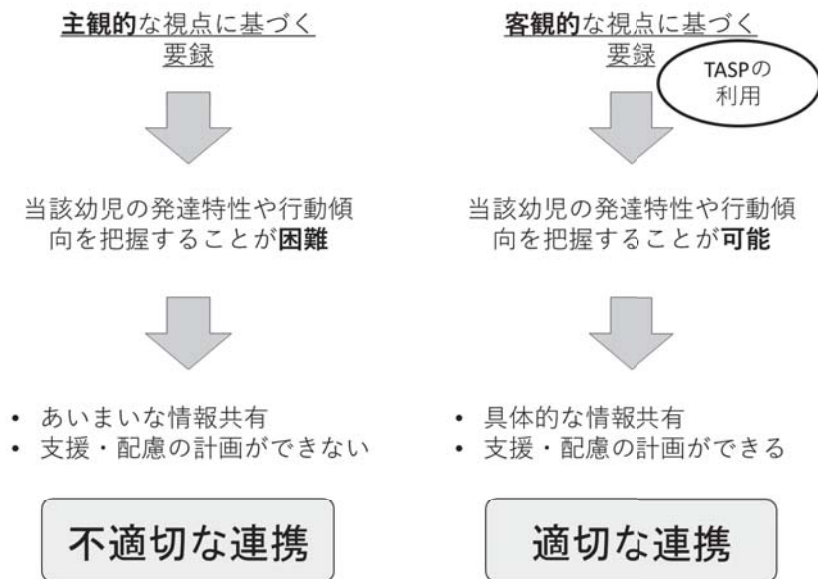 主観的な視点に基づく
要録
当該幼児の発達特性や行動傾
向を把握することが困難
• あいまいな情報共有
• 支援・配慮の計画ができない
不適切な連携
客観的な視点に基づく
要録
TASPの
利用
当該幼児の発達特性や行動傾
向を把握することが可能
• 具体的な情報共有
• 支援・配慮の計画ができる
適切な連携